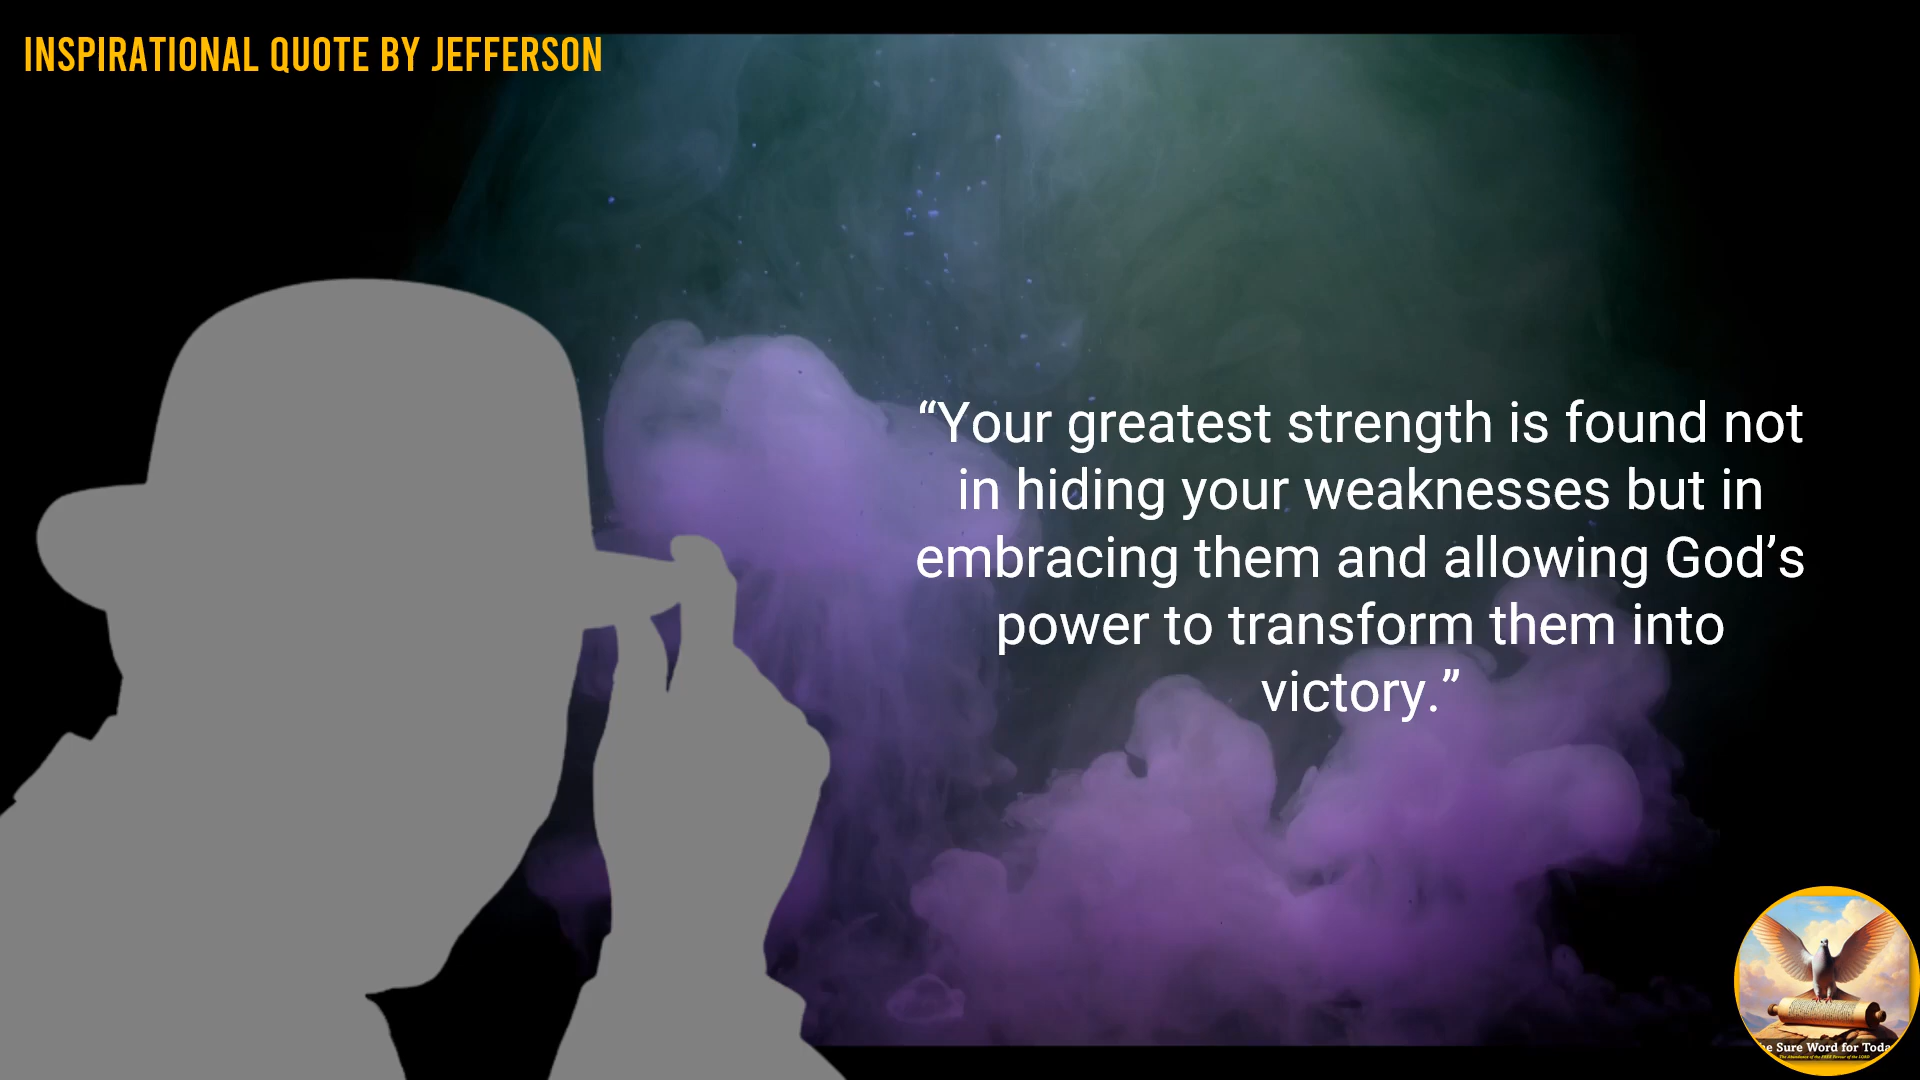 INSPIRATIONAL QUOTE BY JEFFERSON
“Your greatest strength is found not
in hiding your weaknesses but in
embracing them and allowing God’s
power to transform them into
victory.”
Sure Word for